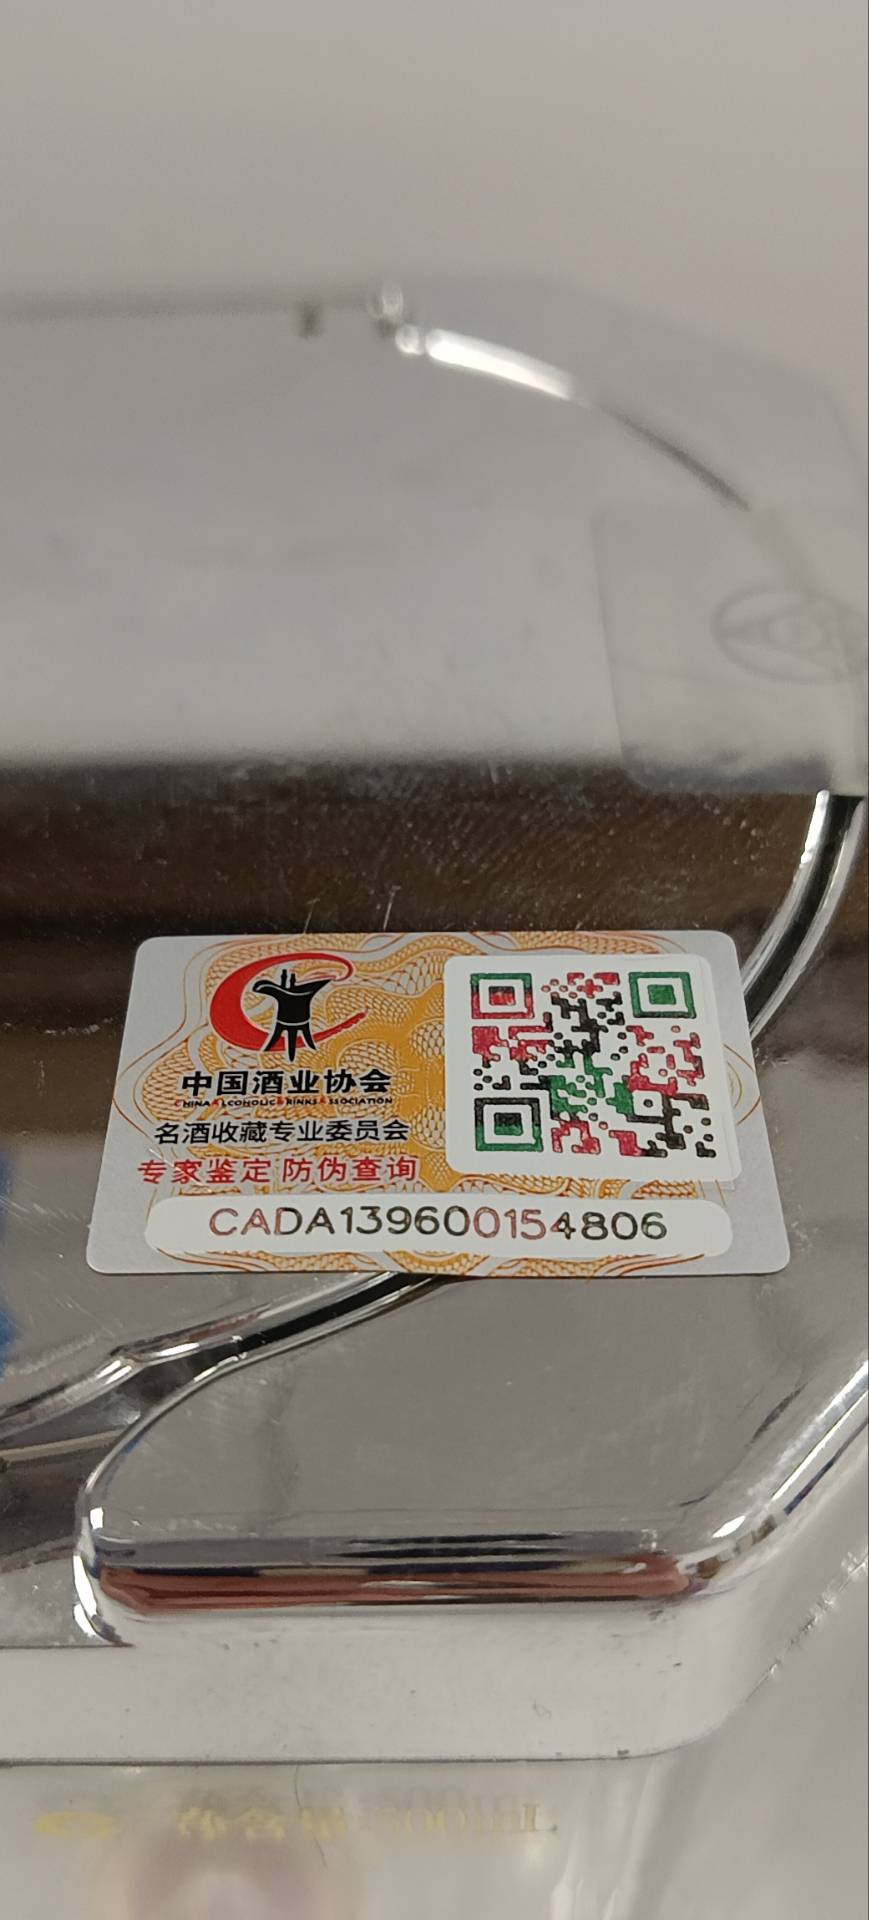 中国酒业协会
CHINA ALCOHOLIC DRINKS ASSOCIATION
名酒收藏专业委员会
专家鉴定 防伪查询
CADA139600154806